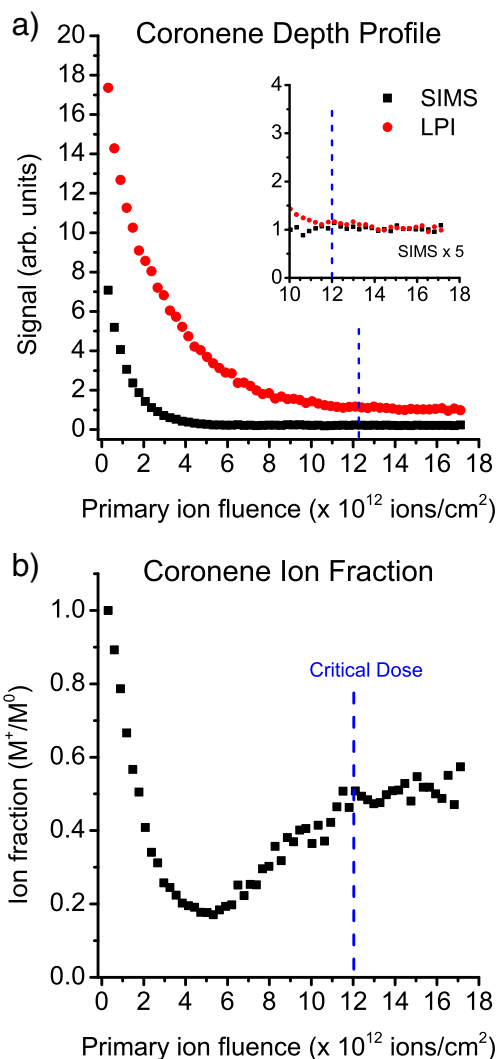 a)
Coronene Depth Profile
20
18
16
14
12
10
8
6
4
2
0
Signal (arb. units)
4
3
2
1
0
SIMS
LPI
SIMS x 5
10 12 14 16 18
0 2 4 6 8 10 12 14 16 18
Primary ion fluence (x 10¹² ions/cm²)
b)
Coronene Ion Fraction
1.0
0.8
0.6
0.4
0.2
0.0
Ion fraction (M⁺/M⁰)
Critical Dose
0 2 4 6 8 10 12 14 16 18
Primary ion fluence (x 10¹² ions/cm²)